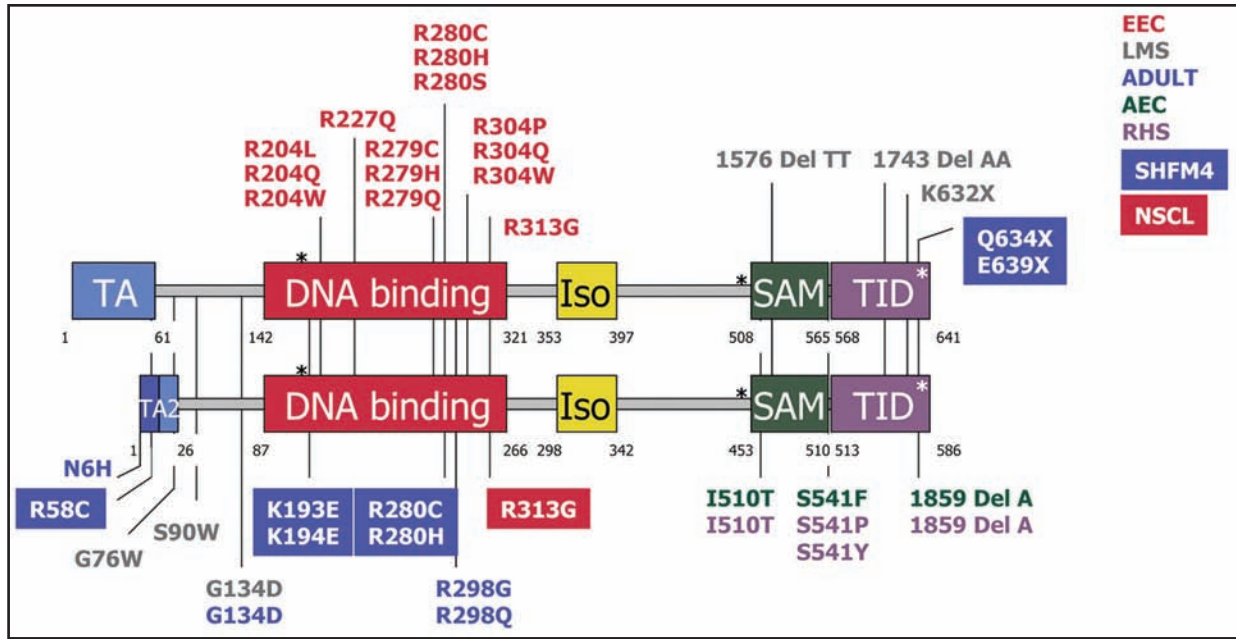 R280C
R280H
R280S
R227Q
R204L
R204Q
R204W
R279C
R279H
R279Q
R304P
R304Q
R304W
R313G
1576 Del TT
1743 Del AA
K632X
Q634X
E639X
EEC
LMS
ADULT
AEC
RHS
SHFM4
NSCL
* * *
TA DNA binding Iso SAM TID
1 61 142 321 353 397 508 565 568 641
* * *
TA2 DNA binding Iso SAM TID
1 26 87 266 298 342 453 510 513 586
N6H
R58C
G76W
S90W
G134D
G134D
K193E
K194E
R280C
R280H
R298G
R298Q
R313G
I510T
I510T
S541F
S541P
S541Y
1859 Del A
1859 Del A